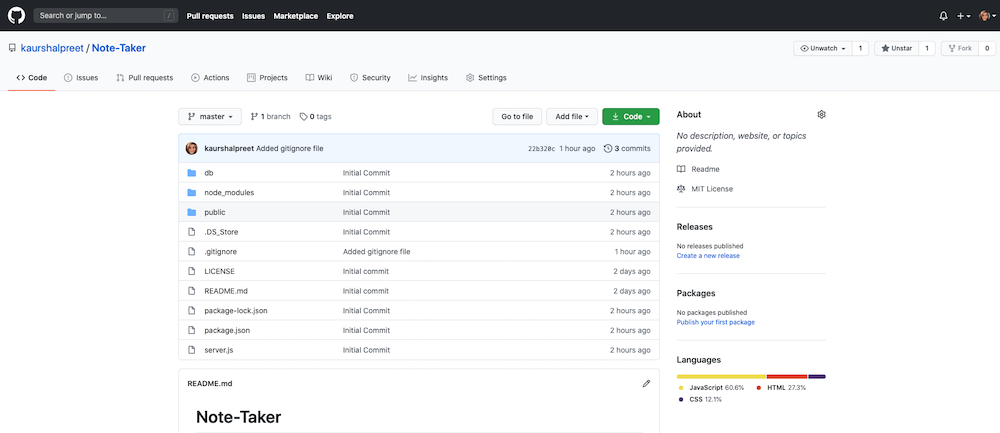 Search or jump to... / Pull requests Issues Marketplace Explore
kaurshalpreet / Note-Taker Unwatch 1 Unstar 1 Fork 0
Code Issues Pull requests Actions Projects Wiki Security Insights Settings
master 1 branch 0 tags Go to file Add file Code
kaurshalpreet Added gitignore file 22b320c 1 hour ago 3 commits
db Initial Commit 2 hours ago
node_modules Initial Commit 2 hours ago
public Initial Commit 2 hours ago
.DS_Store Initial Commit 2 hours ago
.gitignore Added gitignore file 1 hour ago
LICENSE Initial commit 2 days ago
README.md Initial commit 2 days ago
package-lock.json Initial Commit 2 hours ago
package.json Initial Commit 2 hours ago
server.js Initial Commit 2 hours ago
README.md
Note-Taker
About
No description, website, or topics
provided.
Readme
MIT License
Releases
No releases published
Create a new release
Packages
No packages published
Publish your first package
Languages
JavaScript 60.6% HTML 27.3%
CSS 12.1%